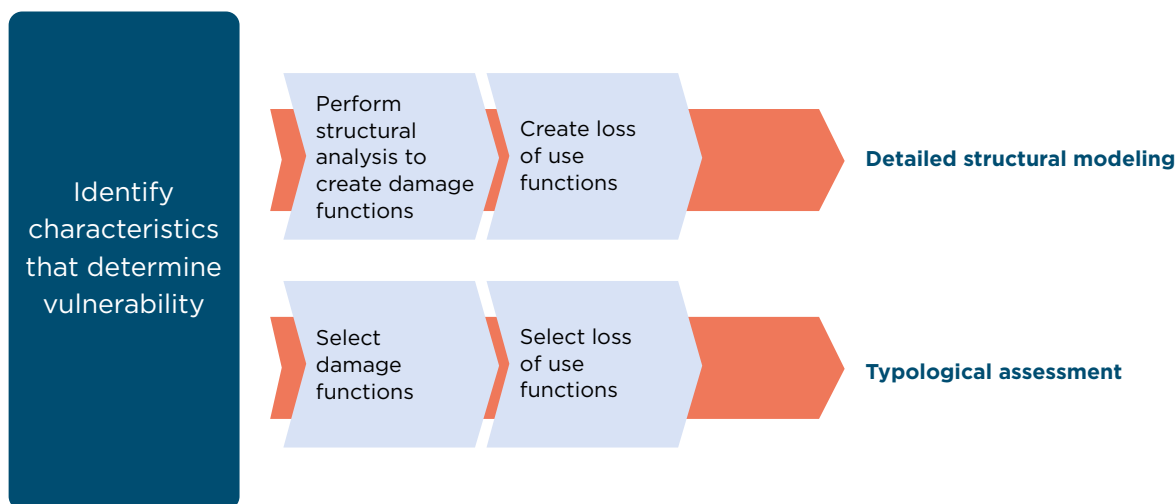 Identify
characteristics
that determine
vulnerability
Perform
structural
analysis to
create damage
functions
Create loss
of use
functions
Detailed structural modeling
Select
damage
functions
Select loss
of use
functions
Typological assessment